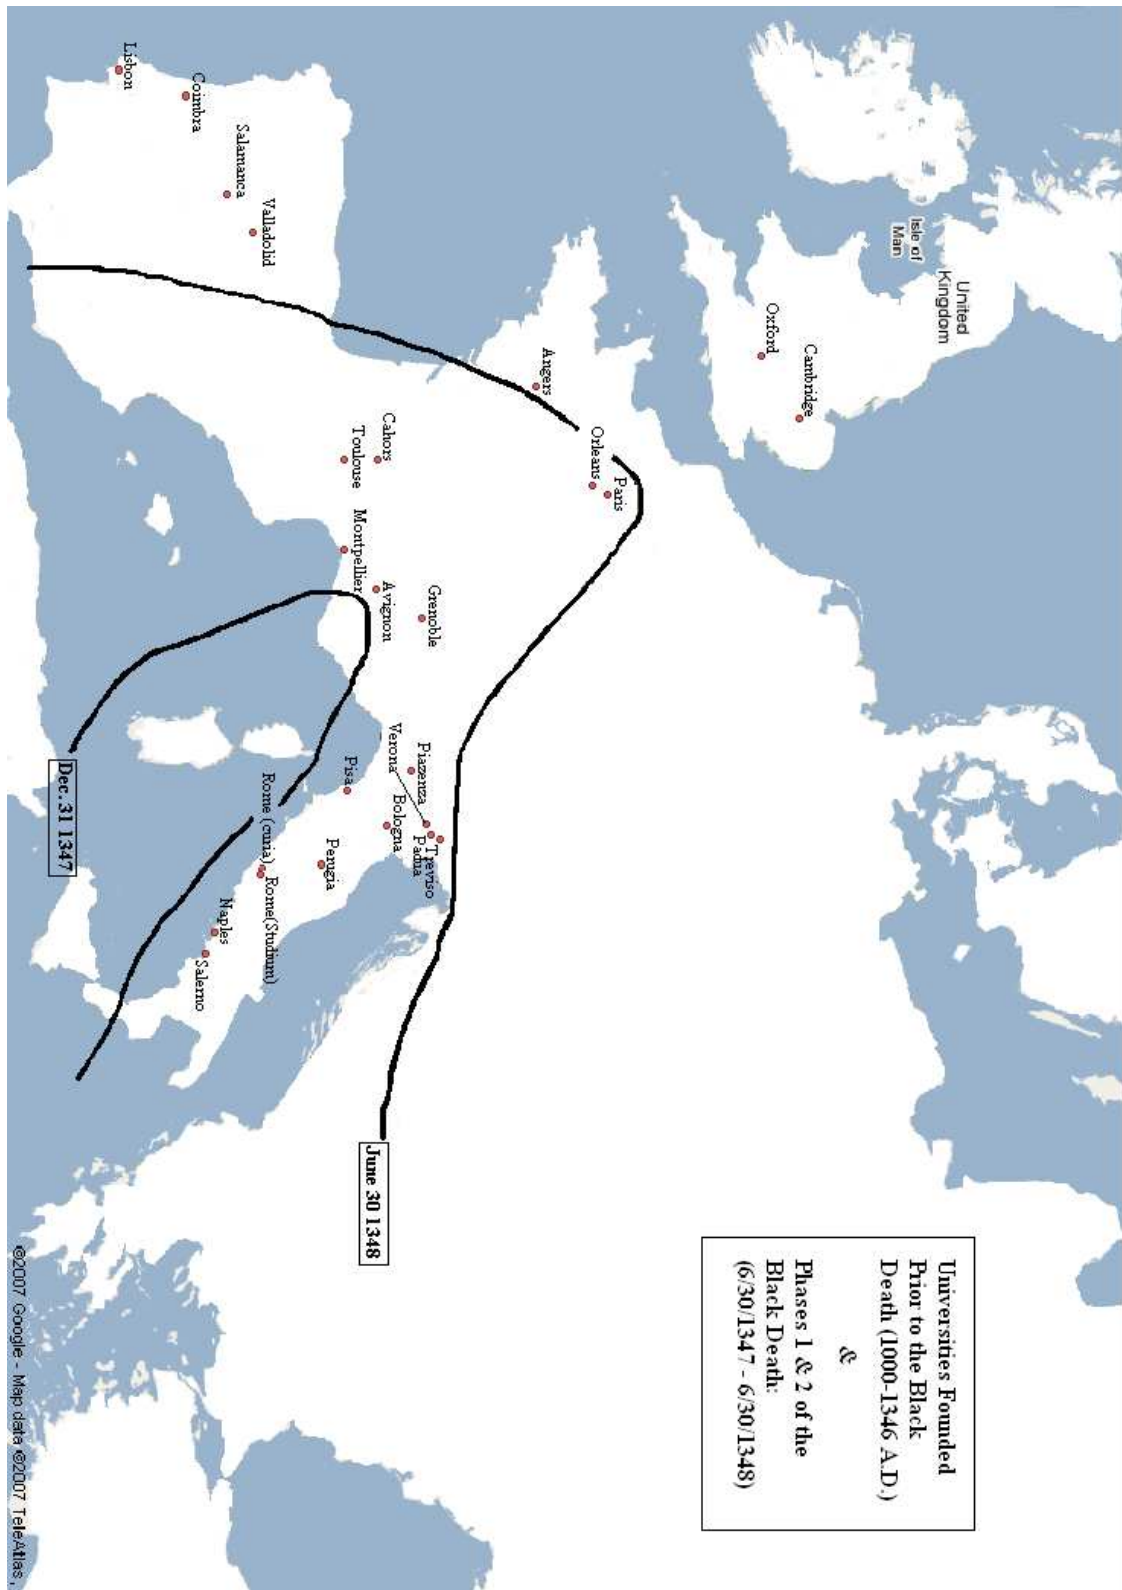 Universities Founded
Prior to the Black
Death (1000-1346 A.D.)
&
Phases 1 & 2 of the
Black Death:
(6/30/1347 - 6/30/1348)
Isle of
Man
United
Kingdom
Oxford
Cambridge
Angers
Orleans
Paris
Cahors
Toulouse
Montpellier
Avignon
Grenoble
Lisbon
Coimbra
Salamanca
Valladolid
Verona
Piazenza
Pisa
Bologna
Treviso
Padua
Perugia
Rome (curia)
Rome(Studium)
Naples
Salerno
June 30 1348
Dec. 31 1347
©2007 Google - Map data ©2007 TeleAtlas,